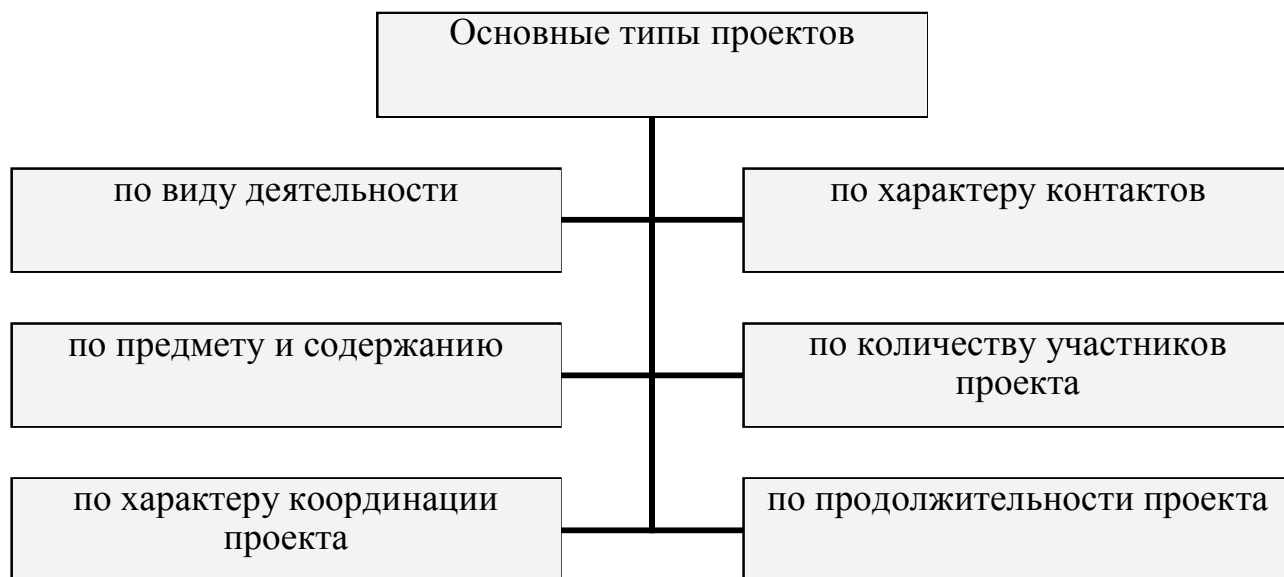 Основные типы проектов
по виду деятельности
по характеру контактов
по предмету и содержанию
по количеству участников
проекта
по характеру координации
проекта
по продолжительности проекта